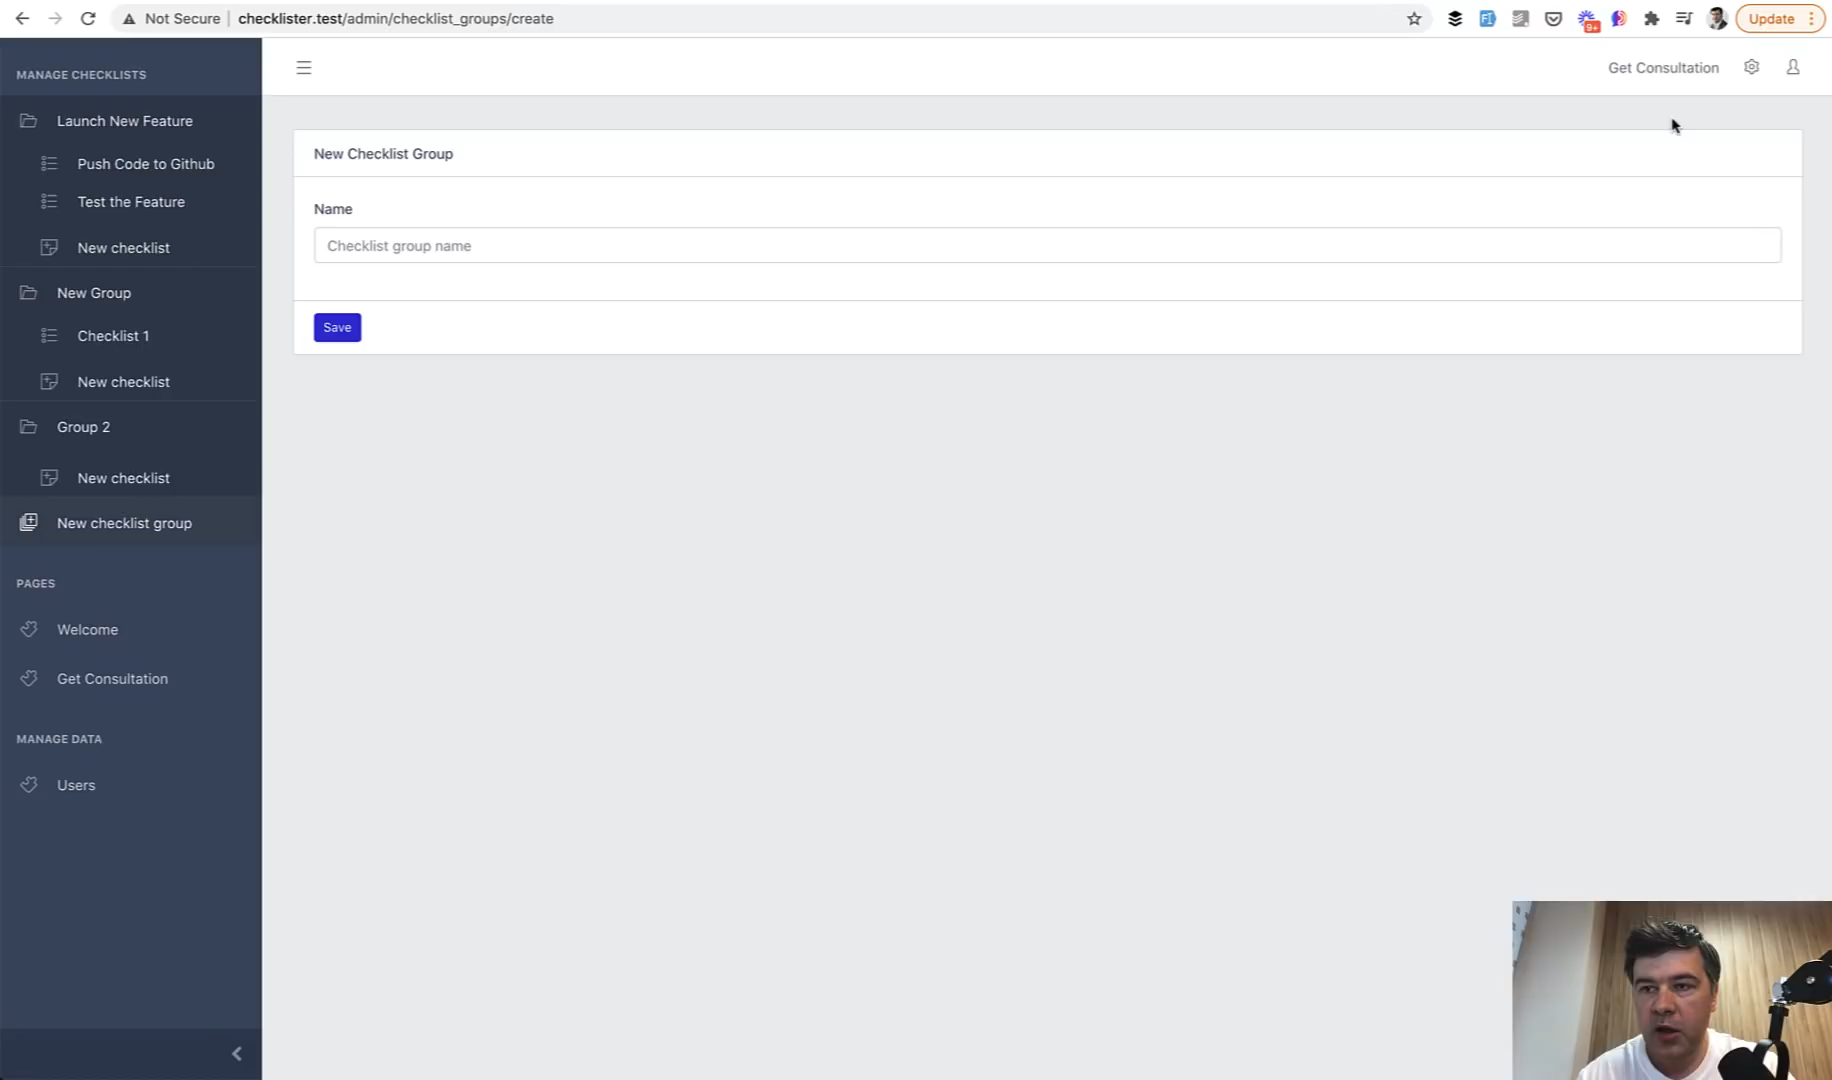 Not Secure
checklister.test/admin/checklist_groups/create
9+
Update
MANAGE CHECKLISTS
Get Consultation
Launch New Feature
Push Code to Github
Test the Feature
New checklist
New Group
Checklist 1
New checklist
Group 2
New checklist
New checklist group
PAGES
Welcome
Get Consultation
MANAGE DATA
Users
New Checklist Group
Name
Checklist group name
Save